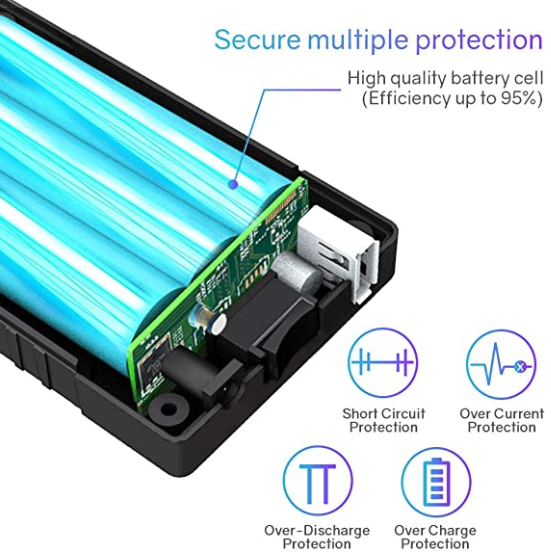 Secure multiple protection
High quality battery cell
(Efficiency up to 95%)
Short Circuit
Protection
Over Current
Protection
Over-Discharge
Protection
Over Charge
Protection